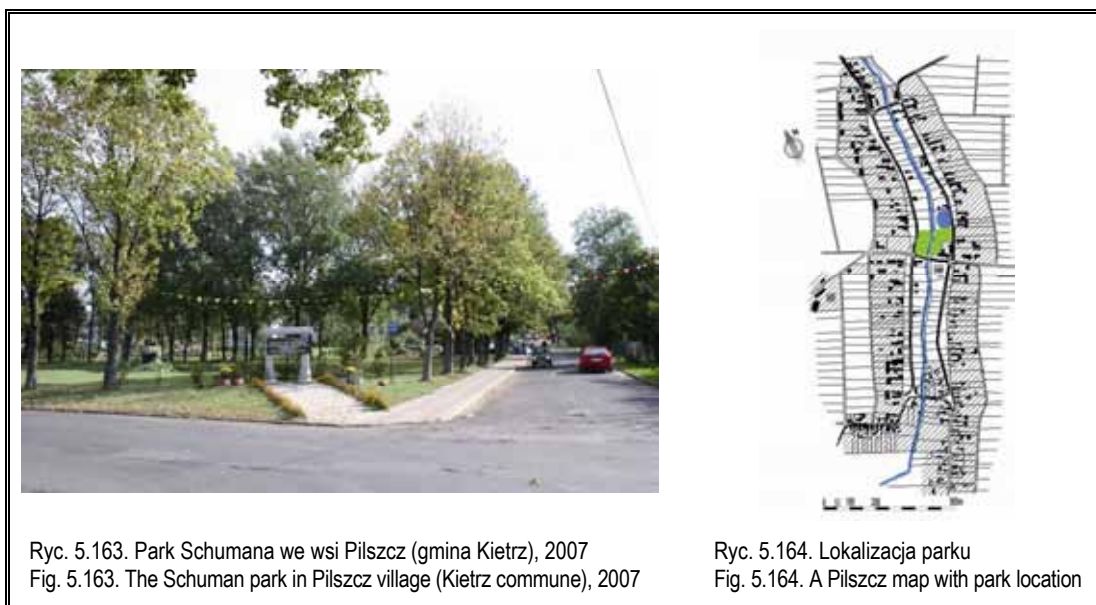 Ryc. 5.163. Park Schumana we wsi Pilszcz (gmina Kietrz), 2007
Fig. 5.163. The Schuman park in Pilszcz village (Kietrz commune), 2007
Ryc. 5.164. Lokalizacja parku
Fig. 5.164. A Pilszcz map with park location